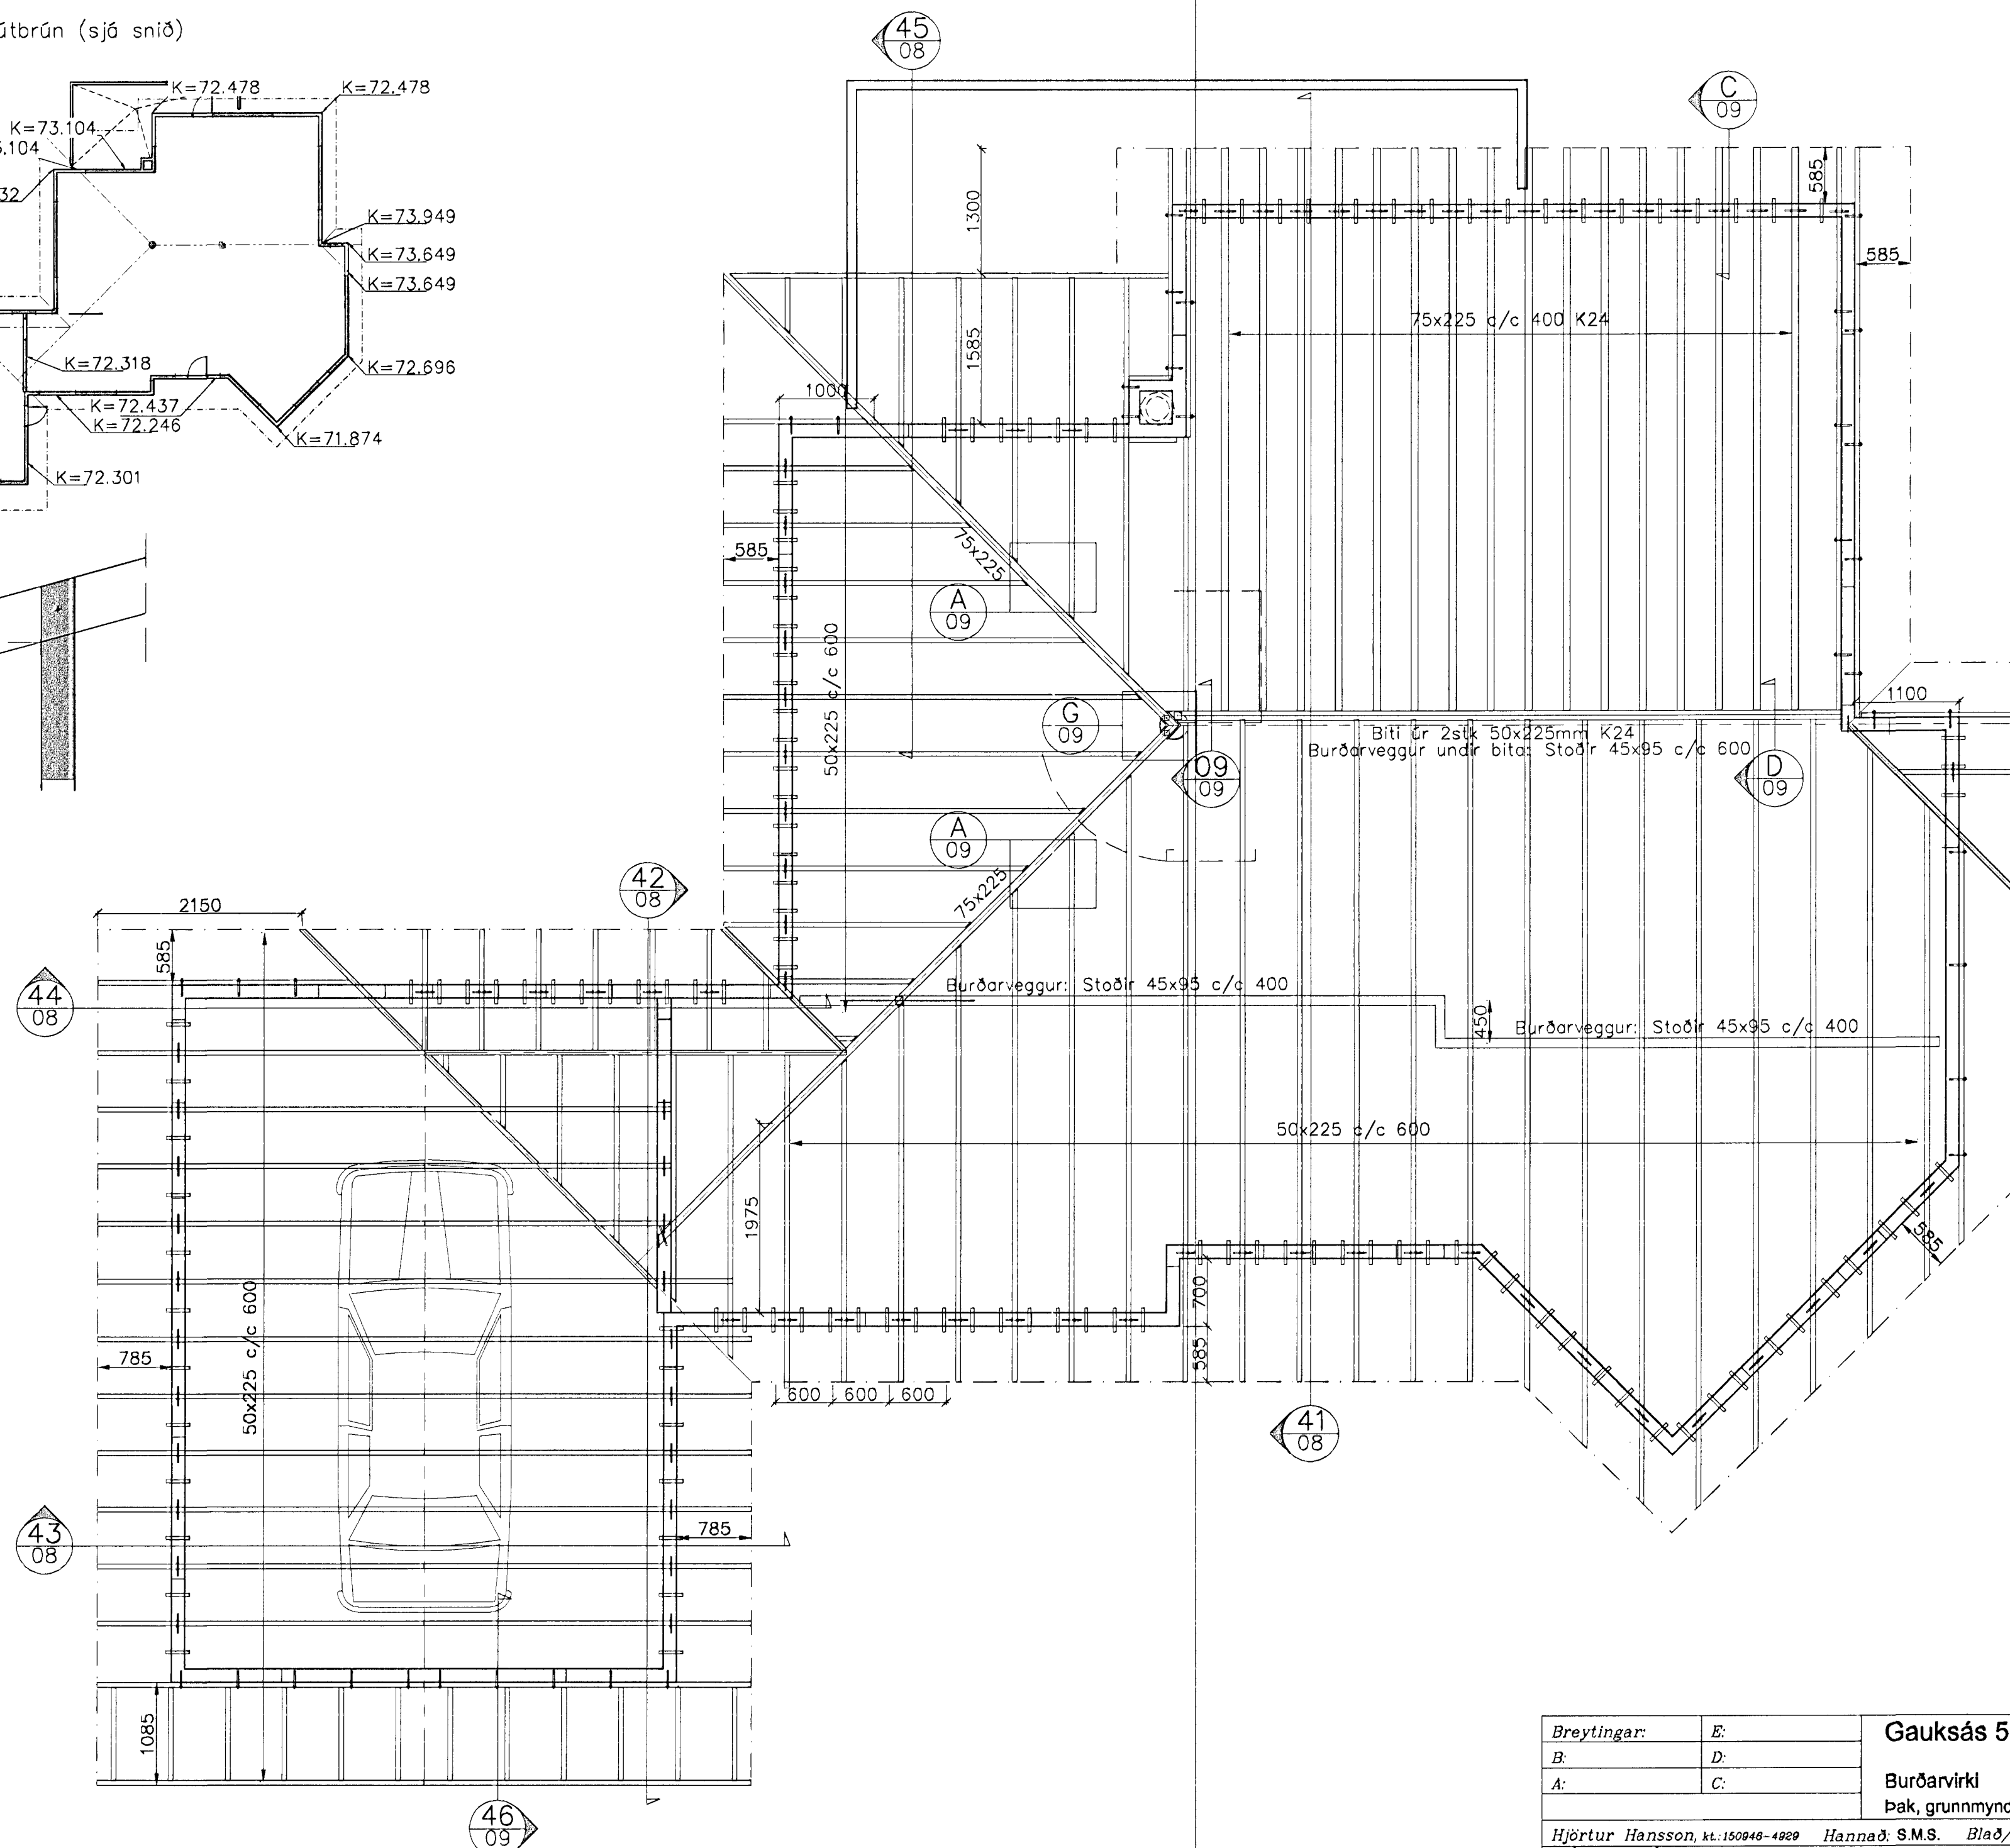 útbrún (sjá snið)
K=72.478
K=72.478
K=73.104
.104
32
K=73.949
K=73.649
K=73.649
K=72.318
K=72.696
K=72.437
K=72.246
K=71.874
K=72.301
45
08
C
09
585
1300
585
75x225 c/c 400 K24
1585
1000
75x225
585
A
09
50x225 c/c 600
G
09
1100
Biti úr 2stk 50x225mm K24
Burðarveggur undir bita: Stoðir 45x95 c/c 600
09
09
D
09
A
09
75x225
42
08
2150
585
44
08
Burðarveggur: Stoðir 45x95 c/c 400
450
Burðarveggur: Stoðir 45x95 c/c 400
50x225 c/c 600
1975
585
700
585
785
50x225 c/c 600
600 600 600
41
08
43
08
785
1085
46
09
Breytingar: E:
B: D:
A: C:
Gauksás 5
Burðarvirki
Þak, grunnmynd
Hjörtur Hansson, kt.:150946-4929 Hannað: S.M.S. Blað/